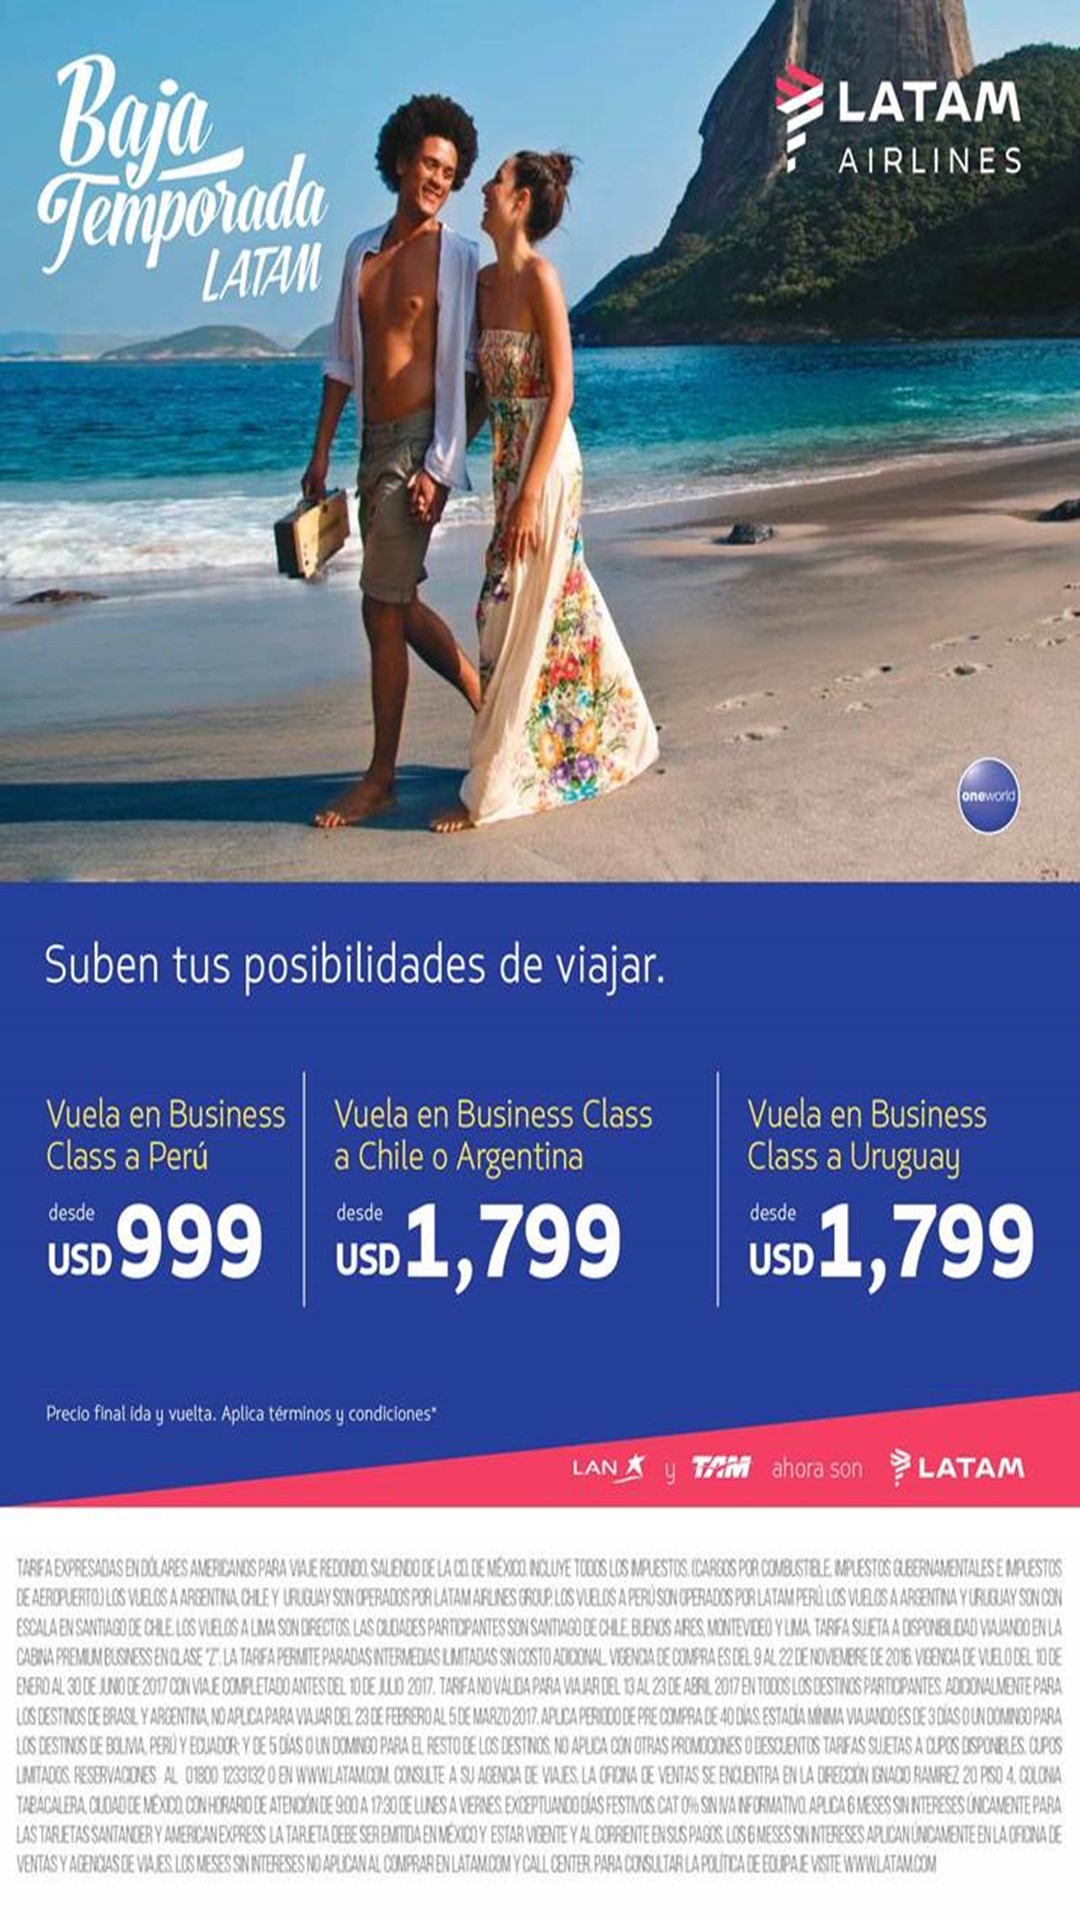 Baja
Temporada
LATAM
LATAM
AIRLINES
oneworld
Suben tus posibilidades de viajar.
Vuela en Business
Class a Perú
desde
USD 999
Vuela en Business Class
a Chile o Argentina
desde
USD 1,799
Vuela en Business
Class a Uruguay
desde
USD 1,799
Precio final ida y vuelta. Aplica términos y condiciones*
LAN y TAM ahora son LATAM
TARIFA EXPRESADAS EN DÓLARES AMERICANOS PARA VIAJE REDONDO, SALIENDO DE LA CD. DE MÉXICO. INCLUYE TODOS LOS IMPUESTOS. (CARGOS POR COMBUSTIBLE, IMPUESTOS GUBERNAMENTALES E IMPUESTOS
DE AEROPUERTO.) LOS VUELOS A ARGENTINA, CHILE Y URUGUAY SON OPERADOS POR LATAM AIRLINES GROUP. LOS VUELOS A PERÚ SON OPERADOS POR LATAM PERÚ. LOS VUELOS A ARGENTINA Y URUGUAY SON CON
ESCALA EN SANTIAGO DE CHILE. LOS VUELOS A LIMA SON DIRECTOS. LAS CIUDADES PARTICIPANTES SON SANTIAGO DE CHILE, BUENOS AIRES, MONTEVIDEO Y LIMA. TARIFA SUJETA A DISPONIBILIDAD VIAJANDO EN LA
CABINA PREMIUM BUSINESS EN CLASE "Z". LA TARIFA PERMITE PARADAS INTERMEDIAS ILIMITADAS SIN COSTO ADICIONAL. VIGENCIA DE COMPRA ES DEL 9 AL 22 DE NOVIEMBRE DE 2016. VIGENCIA DE VUELO DEL 10 DE
ENERO AL 30 DE JUNIO DE 2017 CON VIAJE COMPLETADO ANTES DEL 10 DE JULIO 2017. TARIFA NO VÁLIDA PARA VIAJAR DEL 13 AL 23 DE ABRIL 2017 EN TODOS LOS DESTINOS PARTICIPANTES. ADICIONALMENTE PARA
LOS DESTINOS DE BRASIL Y ARGENTINA, NO APLICA PARA VIAJAR DEL 23 DE FEBRERO AL 5 DE MARZO 2017. APLICA PERIODO DE PRE COMPRA DE 40 DÍAS. ESTADÍA MÍNIMA VIAJANDO ES DE 3 DÍAS O UN DOMINGO PARA
LOS DESTINOS DE BOLIVIA, PERÚ Y ECUADOR; Y DE 5 DÍAS O UN DOMINGO PARA EL RESTO DE LOS DESTINOS. NO APLICA CON OTRAS PROMOCIONES O DESCUENTOS TARIFAS SUJETAS A CUPOS DISPONIBLES. CUPOS
LIMITADOS. RESERVACIONES AL 01800 1233132 O EN WWW.LATAM.COM. CONSULTE A SU AGENCIA DE VIAJES. LA OFICINA DE VENTAS SE ENCUENTRA EN LA DIRECCIÓN IGNACIO RAMIREZ 20 PISO 4, COLONIA
TABACALERA, CIUDAD DE MÉXICO, CON HORARIO DE ATENCIÓN DE 9:00 A 17:30 DE LUNES A VIERNES. EXCEPTUANDO DÍAS FESTIVOS. CAT 0% SIN IVA INFORMATIVO. APLICA 6 MESES SIN INTERESES ÚNICAMENTE PARA
LAS TARJETAS SANTANDER Y AMERICAN EXPRESS LA TARJETA DEBE SER EMITIDA EN MÉXICO Y ESTAR VIGENTE Y AL CORRIENTE EN SUS PAGOS. LOS 6 MESES SIN INTERESES APLICAN ÚNICAMENTE EN LA OFICINA DE
VENTAS Y AGENCIAS DE VIAJES. LOS MESES SIN INTERESES NO APLICAN AL COMPRAR EN LATAM.COM Y CALL CENTER. PARA CONSULTAR LA POLÍTICA DE EQUIPAJE VISITE WWW.LATAM.COM